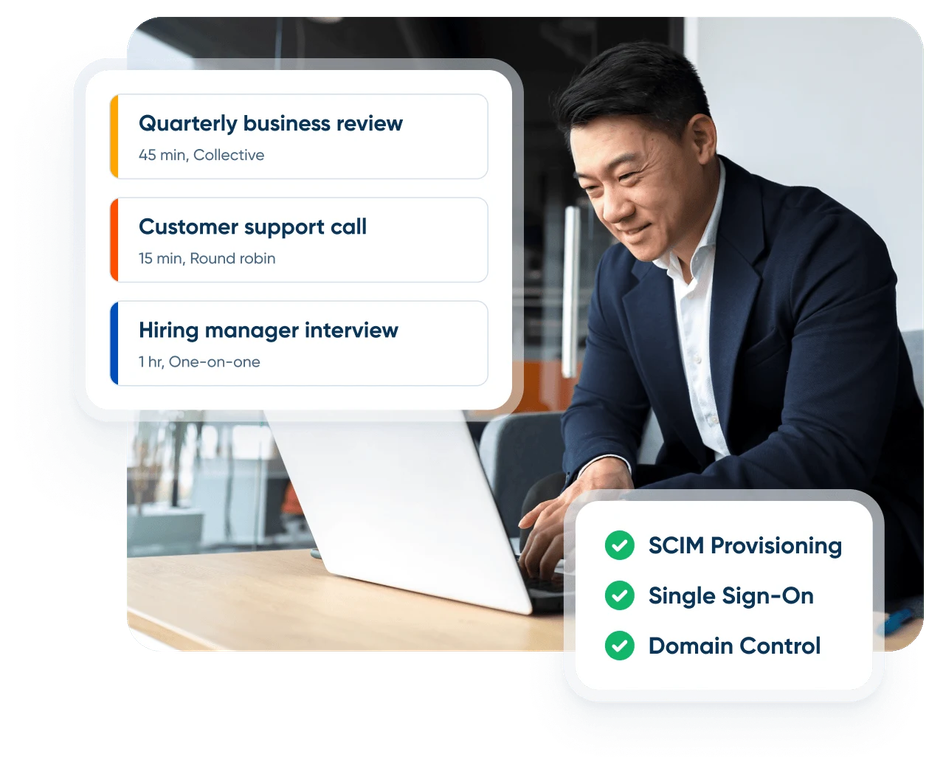 Quarterly business review
45 min, Collective
Customer support call
15 min, Round robin
Hiring manager interview
1 hr, One-on-one
SCIM Provisioning
Single Sign-On
Domain Control